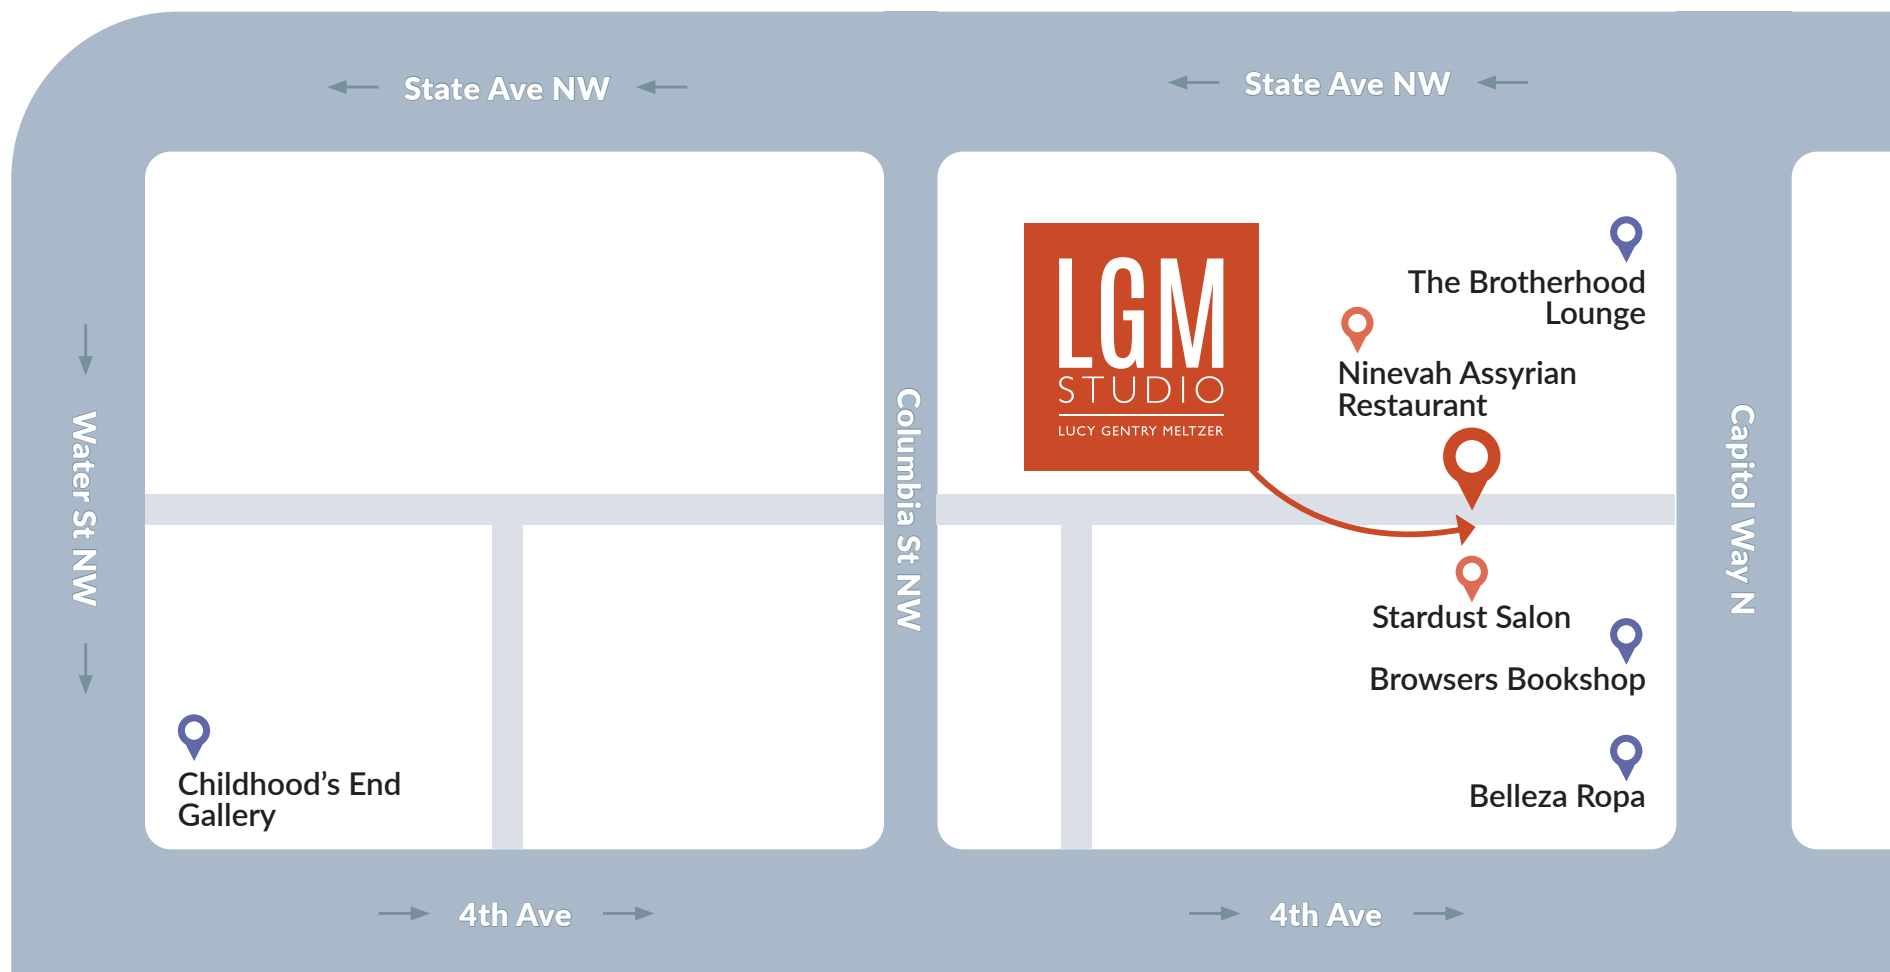 State Ave NW
State Ave NW
The Brotherhood
Lounge
LGM
STUDIO
LUCY GENTRY MELTZER
Ninevah Assyrian
Restaurant
Water St NW
Columbia St NW
Capitol Way N
Stardust Salon
Browsers Bookshop
Childhood’s End
Gallery
Belleza Ropa
4th Ave
4th Ave